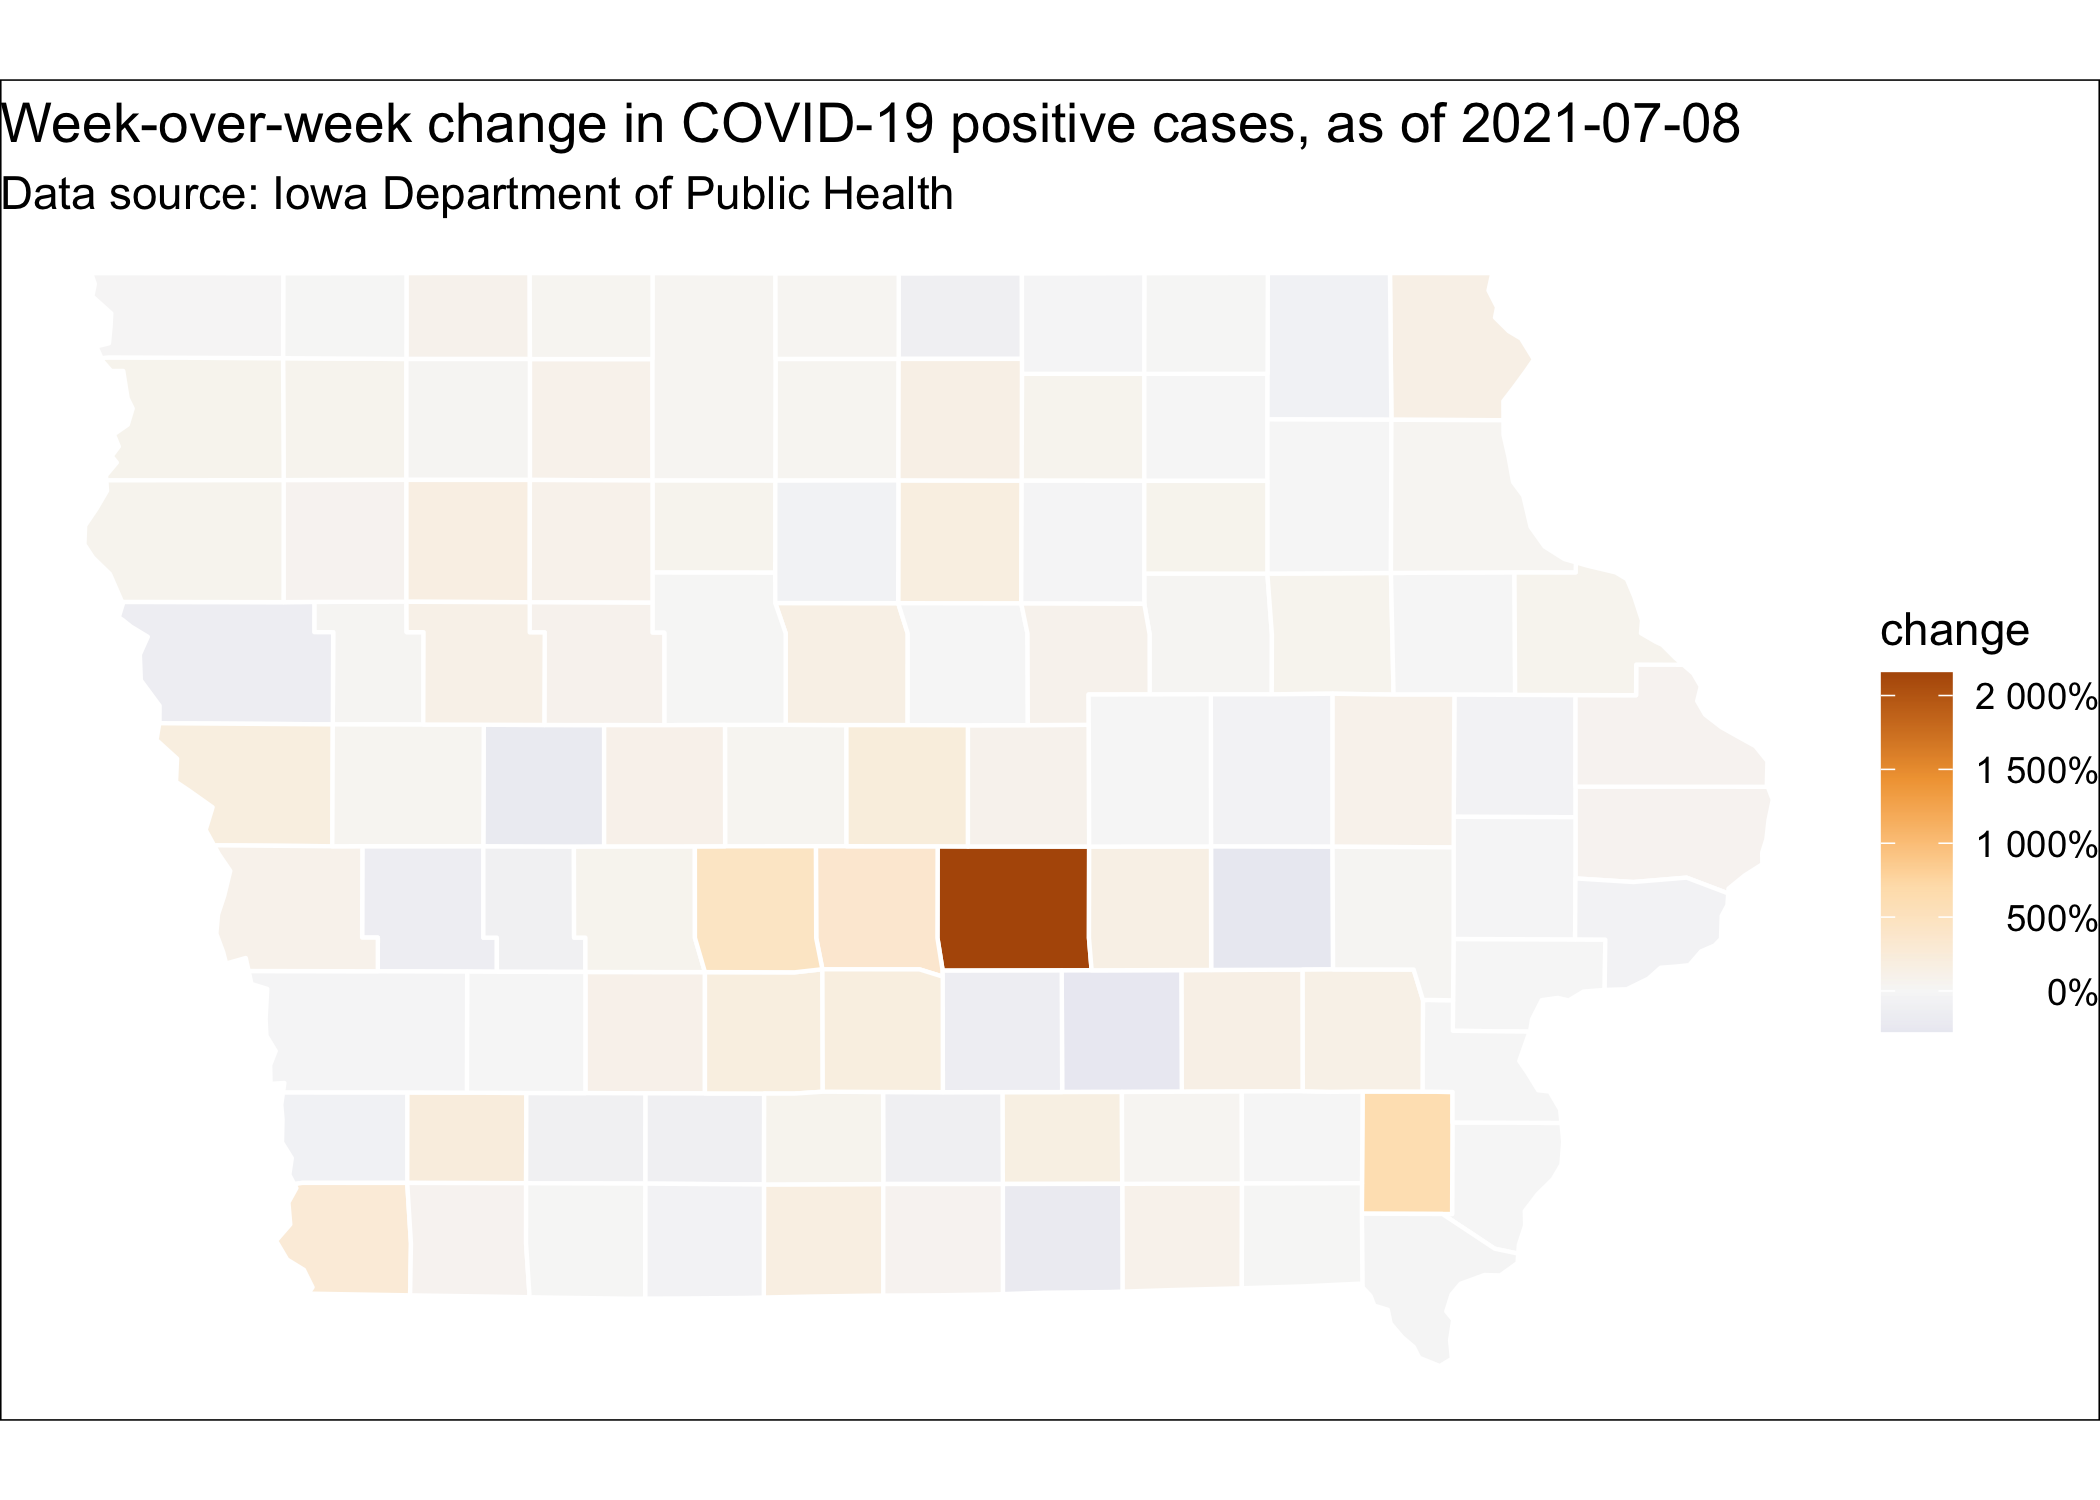 Week-over-week change in COVID-19 positive cases, as of 2021-07-08
Data source: Iowa Department of Public Health
change
2 000%
1 500%
1 000%
500%
0%